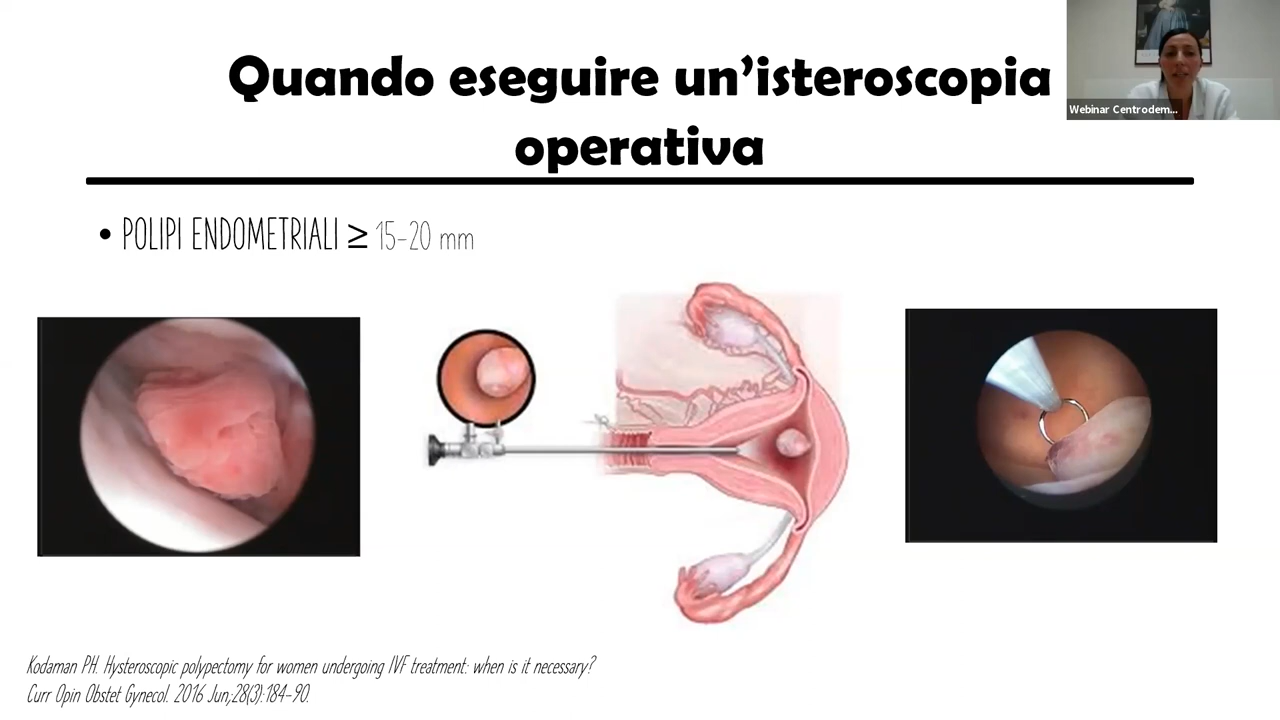 Quando eseguire un’isteroscopia
operativa
Webinar Centrodem...
• POLIPI ENDOMETRIALI ≥ 15-20 mm
Kodaman PH. Hysteroscopic polypectomy for women undergoing IVF treatment: when is it necessary?
Curr Opin Obstet Gynecol. 2016 Jun;28(3):184-90.